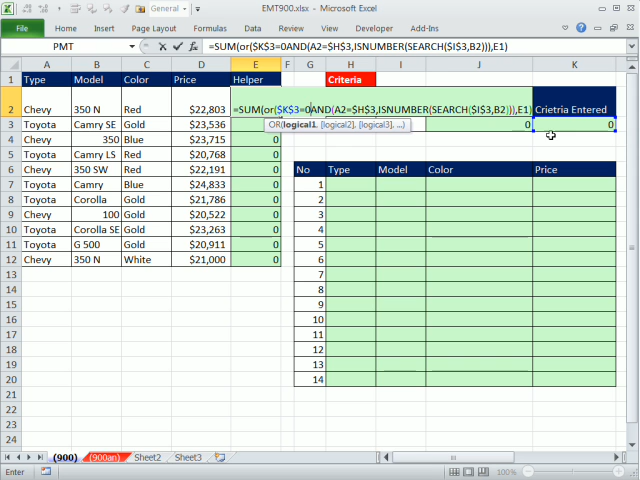 EMT900.xlsx - Microsoft Excel
General
File Home Insert Page Layout Formulas Data Review View Developer Add-Ins
PMT fx =SUM(or($K$3=0AND(A2=$H$3,ISNUMBER(SEARCH($I$3,B2))),E1)
A B C D E F G H I J K
1 Type Model Color Price Helper Criteria
2 Chevy 350 N Red $22,803 =SUM(or($K$3=0AND(A2=$H$3,ISNUMBER(SEARCH($I$3,B2))),E1) Crietria Entered
3 Toyota Camry SE Gold $23,536 0 0
OR(logical1, [logical2], [logical3], ...)
4 Chevy 350 Blue $23,715 0
5 Toyota Camry LS Red $20,768 0
6 Chevy 350 SW Red $22,191 0 No Type Model Color Price
7 Toyota Camry Blue $24,833 0 1
8 Toyota Corolla Gold $21,786 0 2
9 Chevy 100 Gold $20,522 0 3
10 Toyota Corolla SE Gold $23,263 0 4
11 Toyota G 500 Gold $20,911 0 5
12 Chevy 350 N White $21,000 0 6
13 7
14 8
15 9
16 10
17 11
18 12
19 13
20 14
21
22
23
24
(900) (900an) Sheet2 Sheet3
Enter 100%